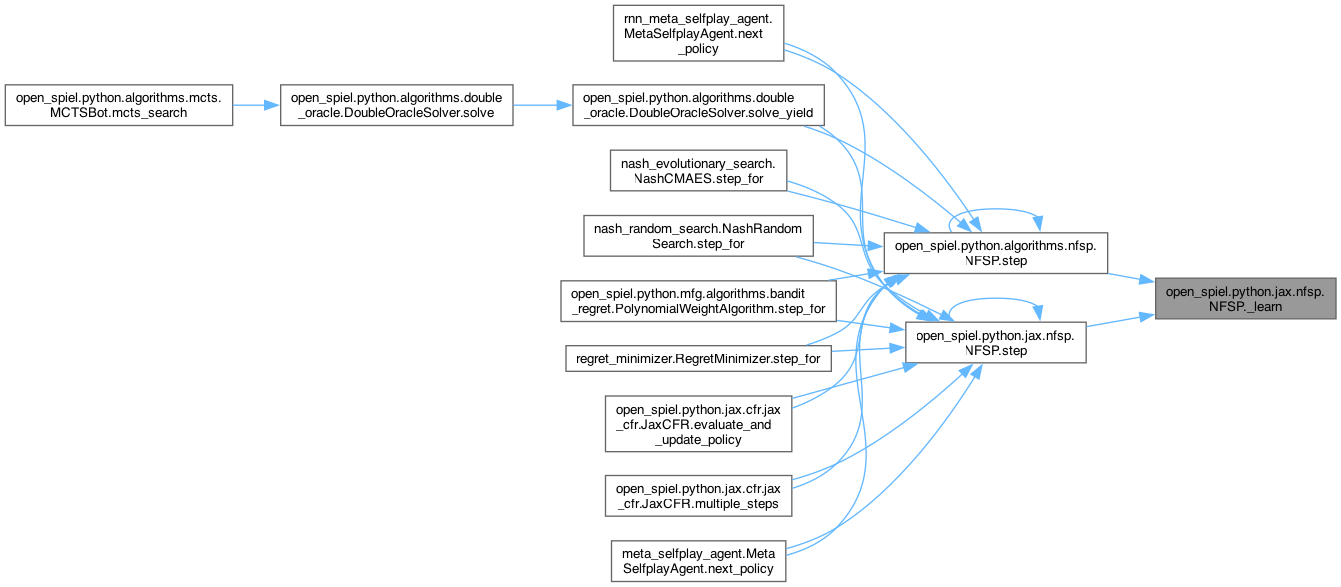 rnn_meta_selfplay_agent.
MetaSelfplayAgent.next
_policy
open_spiel.python.algorithms.mcts.
MCTSBot.mcts_search
open_spiel.python.algorithms.double
_oracle.DoubleOracleSolver.solve
open_spiel.python.algorithms.double
_oracle.DoubleOracleSolver.solve_yield
nash_evolutionary_search.
NashCMAES.step_for
nash_random_search.NashRandom
Search.step_for
open_spiel.python.algorithms.nfsp.
NFSP.step
open_spiel.python.mfg.algorithms.bandit
_regret.PolynomialWeightAlgorithm.step_for
open_spiel.python.jax.nfsp.
NFSP._learn
open_spiel.python.jax.nfsp.
NFSP.step
regret_minimizer.RegretMinimizer.step_for
open_spiel.python.jax.cfr.jax
_cfr.JaxCFR.evaluate_and
_update_policy
open_spiel.python.jax.cfr.jax
_cfr.JaxCFR.multiple_steps
meta_selfplay_agent.Meta
SelfplayAgent.next_policy